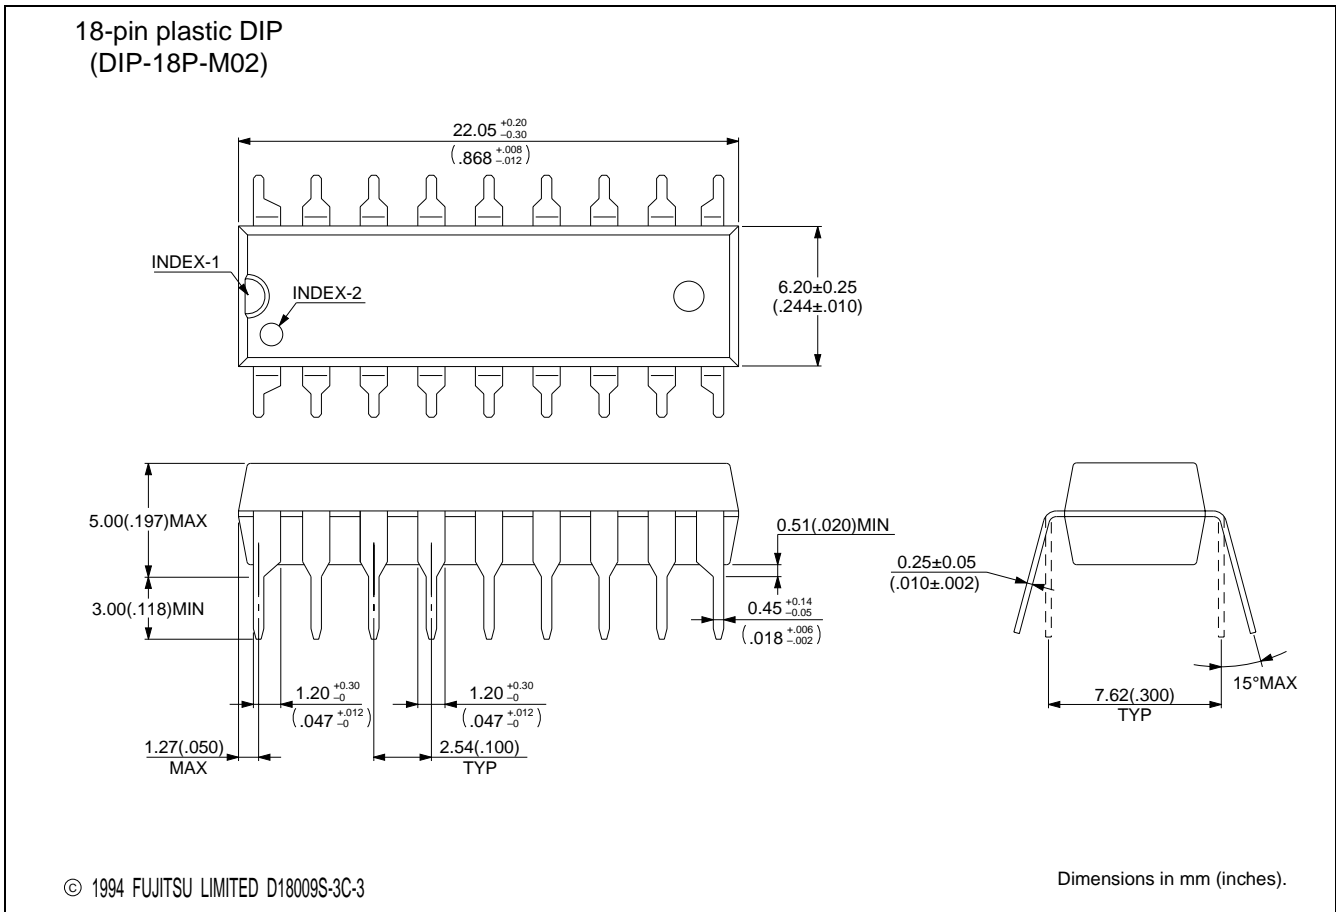 18-pin plastic DIP
(DIP-18P-M02)
22.05 +0.20 –0.30
(.868 +.008 –.012)
INDEX-1
INDEX-2
6.20±0.25
(.244±.010)
5.00(.197)MAX
0.51(.020)MIN
0.25±0.05
(.010±.002)
3.00(.118)MIN
0.45 +0.14 –0.05
(.018 +.006 –.002)
15°MAX
1.20 +0.30 –0
(.047 +.012 –0)
1.20 +0.30 –0
(.047 +.012 –0)
7.62(.300)
TYP
1.27(.050)
MAX
2.54(.100)
TYP
© 1994 FUJITSU LIMITED D18009S-3C-3
Dimensions in mm (inches).